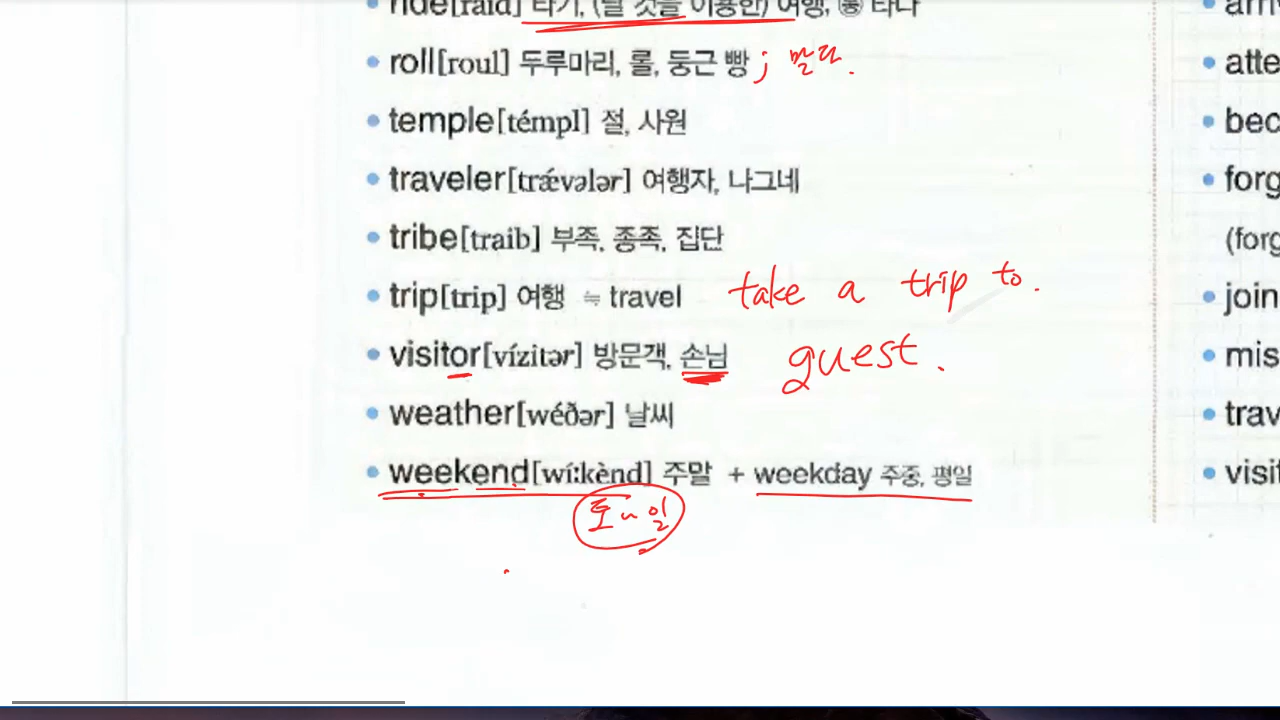 ride[raid] 타기, (탈 것을 이용한) 여행, ⓥ 타다
roll[roul] 두루마리, 롤, 둥근 빵 ; 말다.
temple[témpl] 절, 사원
traveler[trǽvələr] 여행자, 나그네
tribe[traib] 부족, 종족, 집단
trip[trip] 여행 ≒ travel take a trip to.
visitor[vízitər] 방문객, 손님 guest.
weather[wéðər] 날씨
weekend[wíːkènd] 주말 + weekday 주중, 평일
토~일
atte
bec
forg
(forg
join
mis
trav
visit